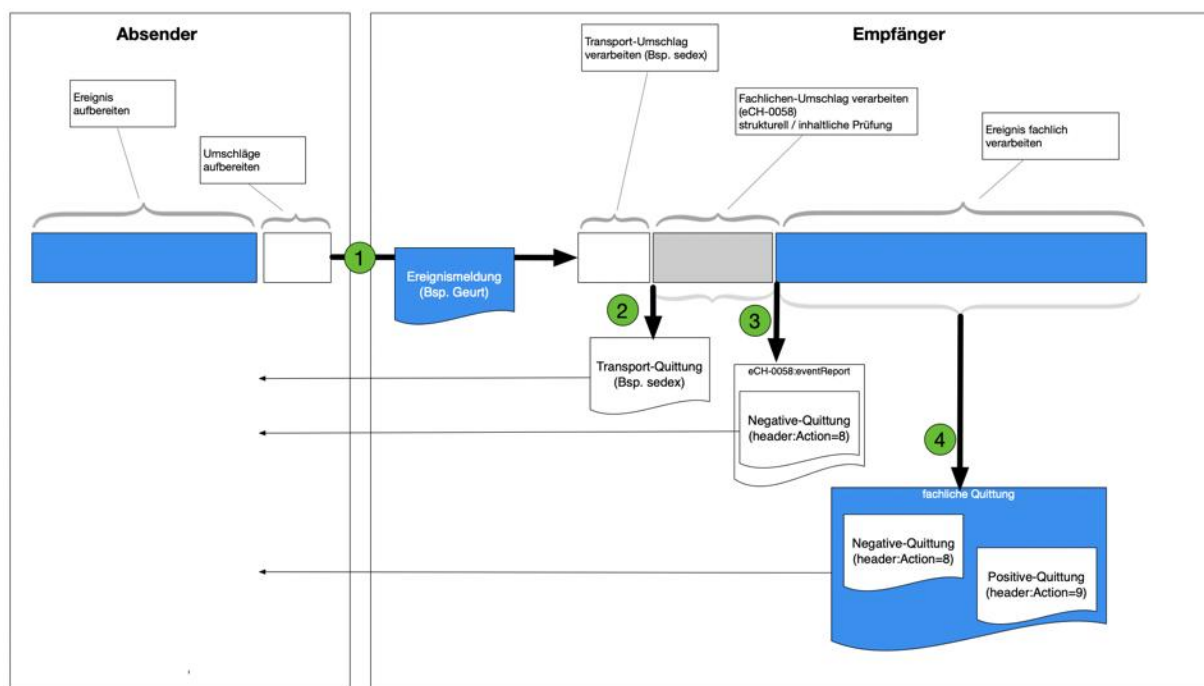 Absender
Empfänger
Transport-Umschlag
verarbeiten (Bsp. sedex)
Ereignis
aufbereiten
Fachlichen-Umschlag verarbeiten
(eCH-0058)
strukturell / inhaltliche Prüfung
Ereignis fachlich
verarbeiten
Umschläge
aufbereiten
1
Ereignismeldung
(Bsp. Geurt)
2
3
Transport-Quittung
(Bsp. sedex)
eCH-0058:eventReport
Negative-Quittung
(header:Action=8)
4
fachliche Quittung
Negative-Quittung
(header:Action=8)
Positive-Quittung
(header:Action=9)